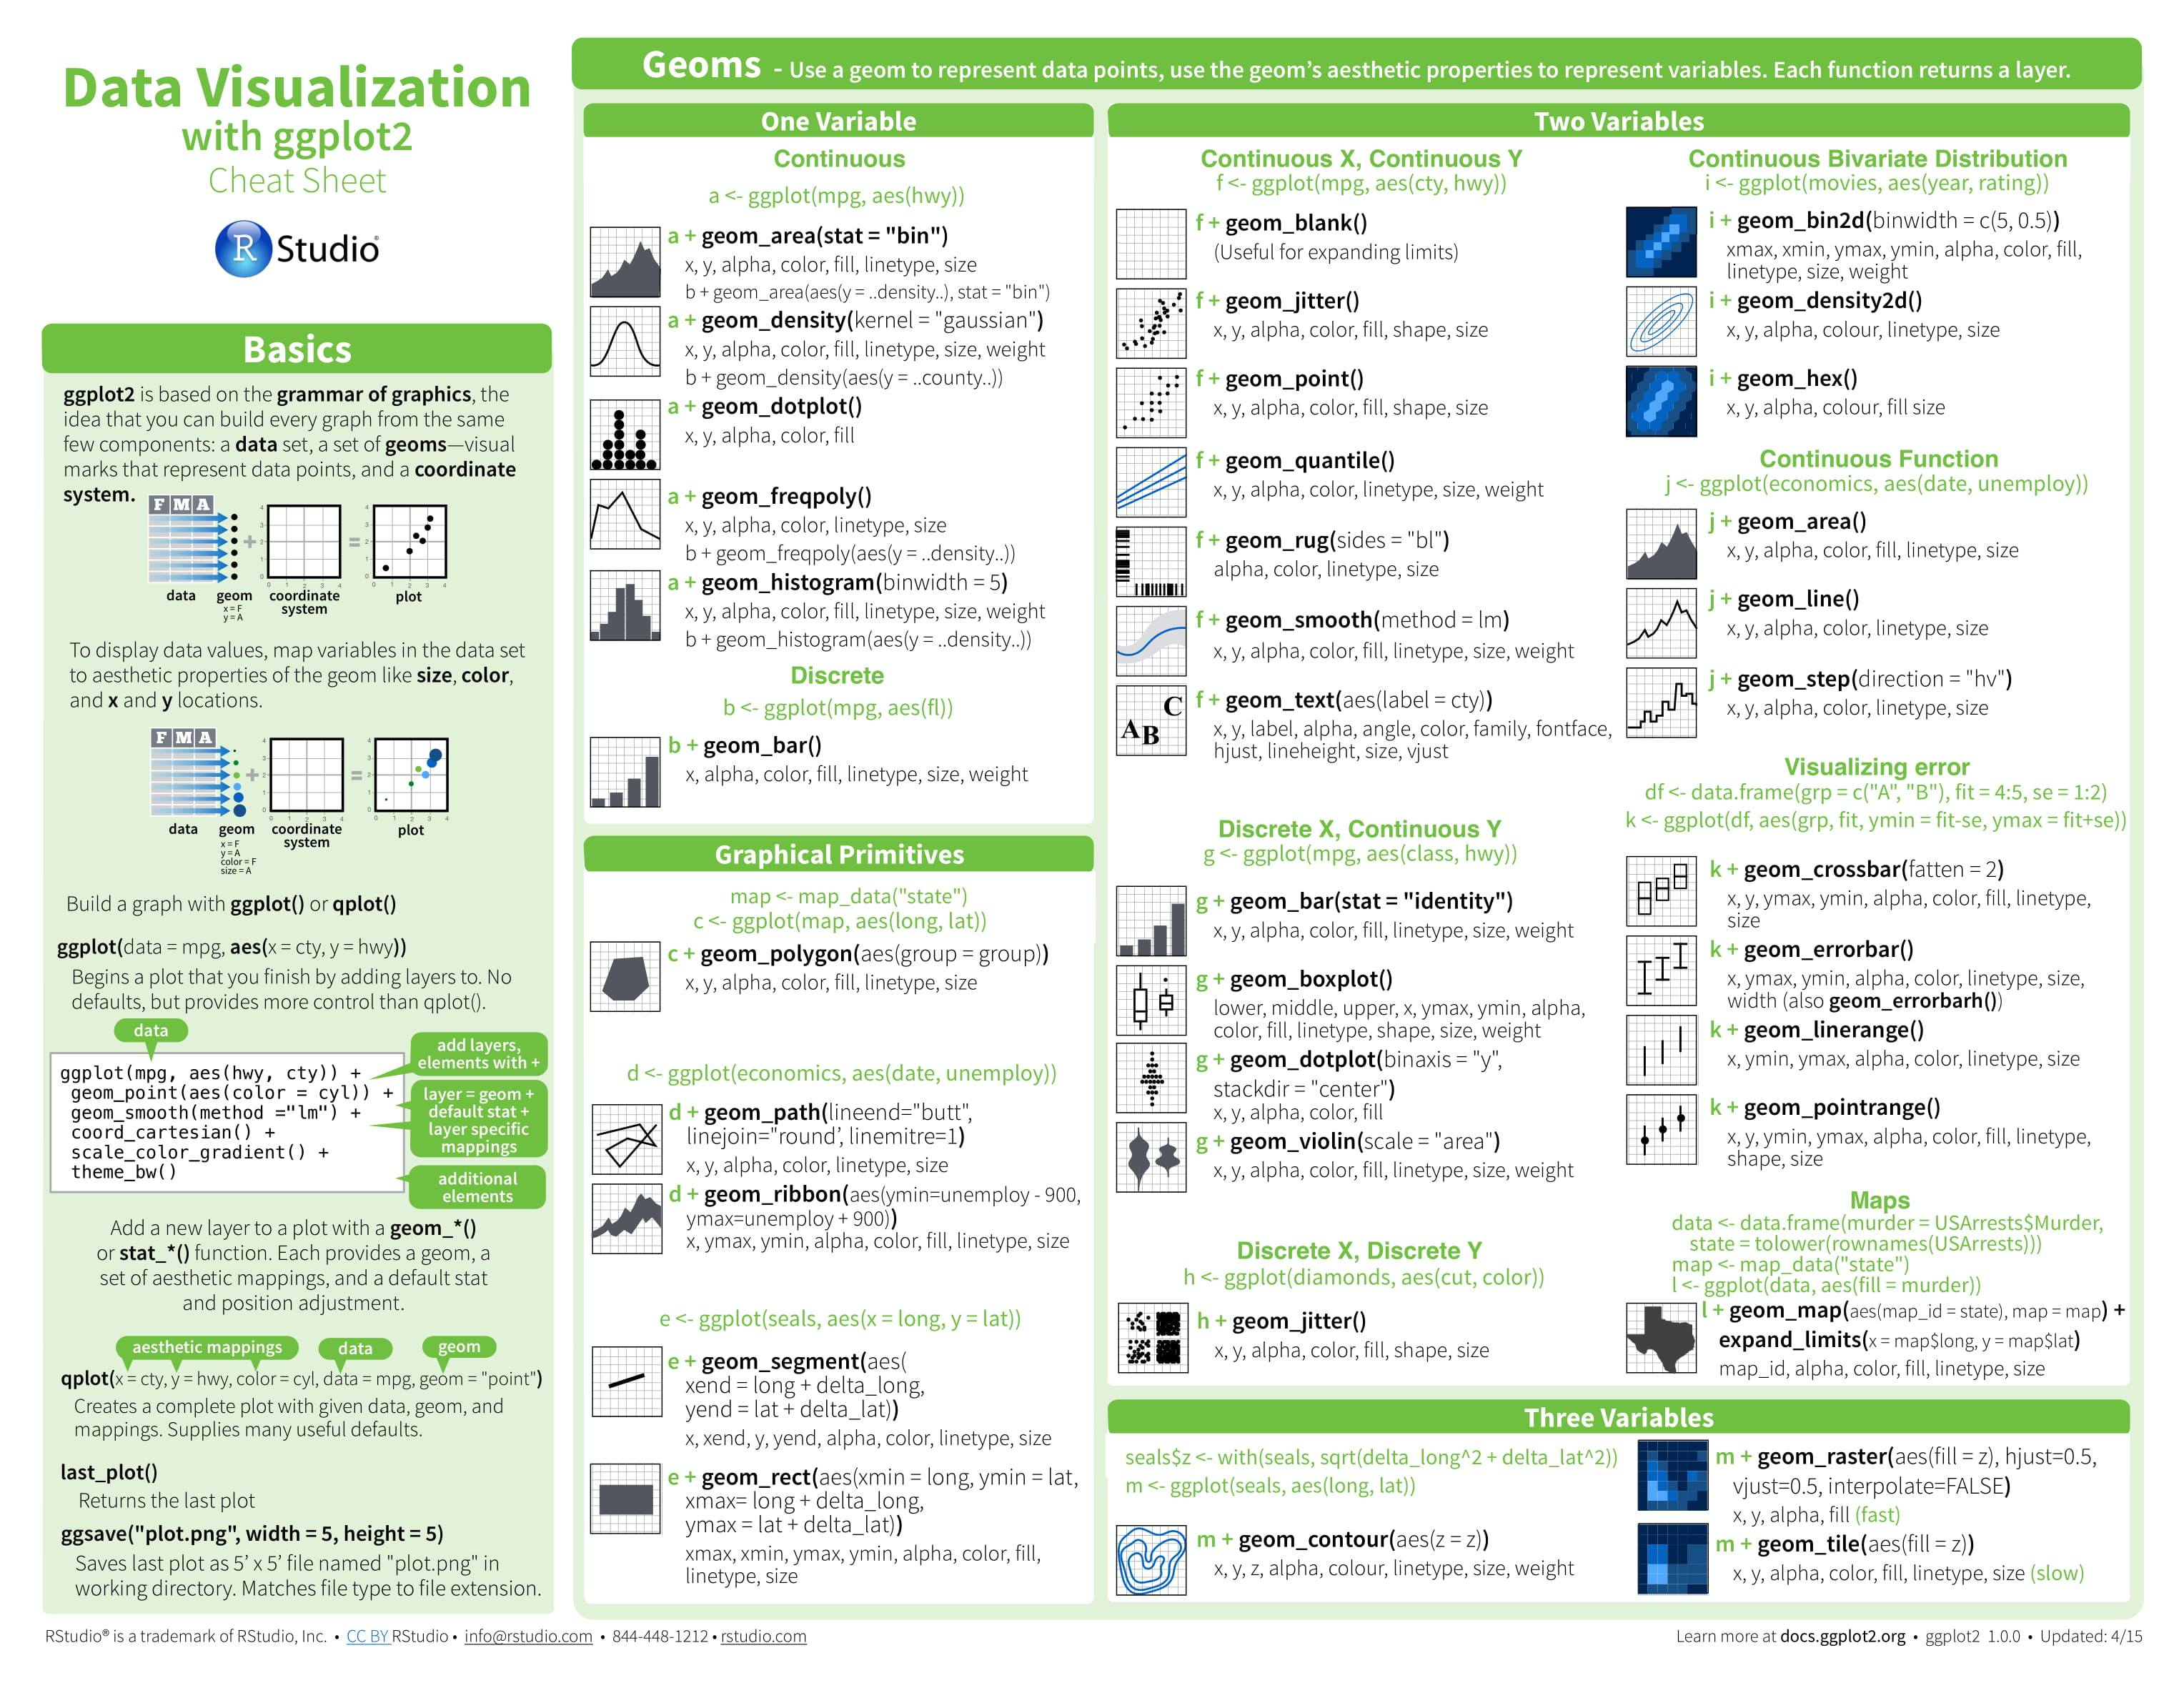 Data Visualization
with ggplot2
Cheat Sheet
R Studio®
Basics
ggplot2 is based on the grammar of graphics, the
idea that you can build every graph from the same
few components: a data set, a set of geoms—visual
marks that represent data points, and a coordinate
system.
F M A
+
=
data
geom
x = F
y = A
coordinate
system
plot
To display data values, map variables in the data set
to aesthetic properties of the geom like size, color,
and x and y locations.
F M A
+
=
data
geom
x = F
y = A
color = F
size = A
coordinate
system
plot
Build a graph with ggplot() or qplot()
ggplot(data = mpg, aes(x = cty, y = hwy))
Begins a plot that you finish by adding layers to. No
defaults, but provides more control than qplot().
data
ggplot(mpg, aes(hwy, cty)) +
geom_point(aes(color = cyl)) +
geom_smooth(method ="lm") +
coord_cartesian() +
scale_color_gradient() +
theme_bw()
add layers,
elements with +
layer = geom +
default stat +
layer specific
mappings
additional
elements
Add a new layer to a plot with a geom_*()
or stat_*() function. Each provides a geom, a
set of aesthetic mappings, and a default stat
and position adjustment.
aesthetic mappings
data
geom
qplot(x = cty, y = hwy, color = cyl, data = mpg, geom = "point")
Creates a complete plot with given data, geom, and
mappings. Supplies many useful defaults.
last_plot()
Returns the last plot
ggsave("plot.png", width = 5, height = 5)
Saves last plot as 5’ x 5’ file named "plot.png" in
working directory. Matches file type to file extension.
Geoms - Use a geom to represent data points, use the geom’s aesthetic properties to represent variables. Each function returns a layer.
One Variable
Continuous
a <- ggplot(mpg, aes(hwy))
a + geom_area(stat = "bin")
x, y, alpha, color, fill, linetype, size
b + geom_area(aes(y = ..density..), stat = "bin")
a + geom_density(kernel = "gaussian")
x, y, alpha, color, fill, linetype, size, weight
b + geom_density(aes(y = ..county..))
a + geom_dotplot()
x, y, alpha, color, fill
a + geom_freqpoly()
x, y, alpha, color, linetype, size
b + geom_freqpoly(aes(y = ..density..))
a + geom_histogram(binwidth = 5)
x, y, alpha, color, fill, linetype, size, weight
b + geom_histogram(aes(y = ..density..))
Discrete
b <- ggplot(mpg, aes(fl))
b + geom_bar()
x, alpha, color, fill, linetype, size, weight
Graphical Primitives
map <- map_data("state")
c <- ggplot(map, aes(long, lat))
c + geom_polygon(aes(group = group))
x, y, alpha, color, fill, linetype, size
d <- ggplot(economics, aes(date, unemploy))
d + geom_path(lineend="butt",
linejoin="round’, linemitre=1)
x, y, alpha, color, linetype, size
d + geom_ribbon(aes(ymin=unemploy - 900,
ymax=unemploy + 900))
x, ymax, ymin, alpha, color, fill, linetype, size
e <- ggplot(seals, aes(x = long, y = lat))
e + geom_segment(aes(
xend = long + delta_long,
yend = lat + delta_lat))
x, xend, y, yend, alpha, color, linetype, size
e + geom_rect(aes(xmin = long, ymin = lat,
xmax= long + delta_long,
ymax = lat + delta_lat))
xmax, xmin, ymax, ymin, alpha, color, fill,
linetype, size
Two Variables
Continuous X, Continuous Y
f <- ggplot(mpg, aes(cty, hwy))
f + geom_blank()
(Useful for expanding limits)
f + geom_jitter()
x, y, alpha, color, fill, shape, size
f + geom_point()
x, y, alpha, color, fill, shape, size
f + geom_quantile()
x, y, alpha, color, linetype, size, weight
f + geom_rug(sides = "bl")
alpha, color, linetype, size
f + geom_smooth(method = lm)
x, y, alpha, color, fill, linetype, size, weight
A B C
f + geom_text(aes(label = cty))
x, y, label, alpha, angle, color, family, fontface,
hjust, lineheight, size, vjust
Discrete X, Continuous Y
g <- ggplot(mpg, aes(class, hwy))
g + geom_bar(stat = "identity")
x, y, alpha, color, fill, linetype, size, weight
g + geom_boxplot()
lower, middle, upper, x, ymax, ymin, alpha,
color, fill, linetype, shape, size, weight
g + geom_dotplot(binaxis = "y",
stackdir = "center")
x, y, alpha, color, fill
g + geom_violin(scale = "area")
x, y, alpha, color, fill, linetype, size, weight
Discrete X, Discrete Y
h <- ggplot(diamonds, aes(cut, color))
h + geom_jitter()
x, y, alpha, color, fill, shape, size
Continuous Bivariate Distribution
i <- ggplot(movies, aes(year, rating))
i + geom_bin2d(binwidth = c(5, 0.5))
xmax, xmin, ymax, ymin, alpha, color, fill,
linetype, size, weight
i + geom_density2d()
x, y, alpha, colour, linetype, size
i + geom_hex()
x, y, alpha, colour, fill size
Continuous Function
j <- ggplot(economics, aes(date, unemploy))
j + geom_area()
x, y, alpha, color, fill, linetype, size
j + geom_line()
x, y, alpha, color, linetype, size
j + geom_step(direction = "hv")
x, y, alpha, color, linetype, size
Visualizing error
df <- data.frame(grp = c("A", "B"), fit = 4:5, se = 1:2)
k <- ggplot(df, aes(grp, fit, ymin = fit-se, ymax = fit+se))
k + geom_crossbar(fatten = 2)
x, y, ymax, ymin, alpha, color, fill, linetype,
size
k + geom_errorbar()
x, ymax, ymin, alpha, color, linetype, size,
width (also geom_errorbarh())
k + geom_linerange()
x, ymin, ymax, alpha, color, linetype, size
k + geom_pointrange()
x, y, ymin, ymax, alpha, color, fill, linetype,
shape, size
Maps
data <- data.frame(murder = USArrests$Murder,
state = tolower(rownames(USArrests)))
map <- map_data("state")
l <- ggplot(data, aes(fill = murder))
l + geom_map(aes(map_id = state), map = map) +
expand_limits(x = map$long, y = map$lat)
map_id, alpha, color, fill, linetype, size
Three Variables
seals$z <- with(seals, sqrt(delta_long^2 + delta_lat^2))
m <- ggplot(seals, aes(long, lat))
m + geom_contour(aes(z = z))
x, y, z, alpha, colour, linetype, size, weight
m + geom_raster(aes(fill = z), hjust=0.5,
vjust=0.5, interpolate=FALSE)
x, y, alpha, fill (fast)
m + geom_tile(aes(fill = z))
x, y, alpha, color, fill, linetype, size (slow)
RStudio® is a trademark of RStudio, Inc. • CC BY RStudio • info@rstudio.com • 844-448-1212 • rstudio.com
Learn more at docs.ggplot2.org • ggplot2 1.0.0 • Updated: 4/15